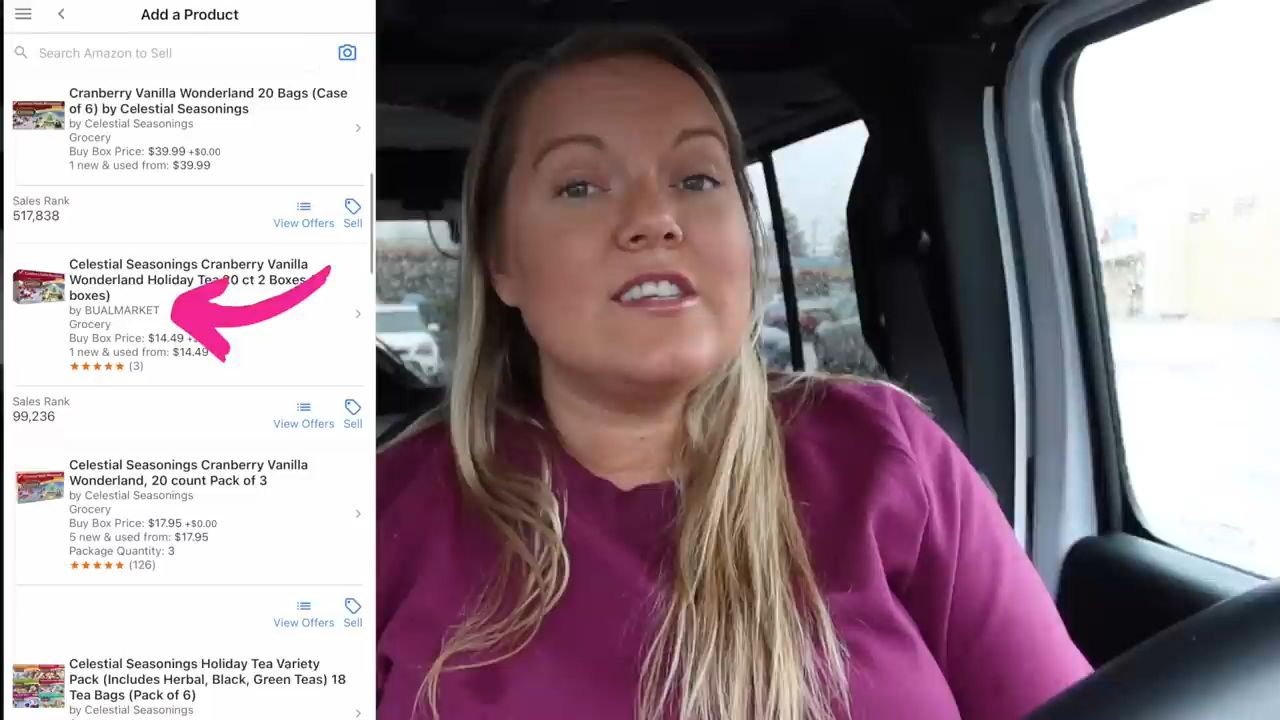 Add a Product
Search Amazon to Sell
Cranberry Vanilla Wonderland 20 Bags (Case
of 6) by Celestial Seasonings
by Celestial Seasonings
Grocery
Buy Box Price: $39.99 +$0.00
1 new & used from: $39.99
Sales Rank
517,838
View Offers Sell
Celestial Seasonings Cranberry Vanilla
Wonderland Holiday Tea 20 ct 2 Boxes
boxes)
by BUALMARKET
Grocery
Buy Box Price: $14.49
1 new & used from: $14.49
(3)
Sales Rank
99,236
View Offers Sell
Celestial Seasonings Cranberry Vanilla
Wonderland, 20 count Pack of 3
by Celestial Seasonings
Grocery
Buy Box Price: $17.95 +$0.00
5 new & used from: $17.95
Package Quantity: 3
(126)
View Offers Sell
Celestial Seasonings Holiday Tea Variety
Pack (Includes Herbal, Black, Green Teas) 18
Tea Bags (Pack of 6)
by Celestial Seasonings